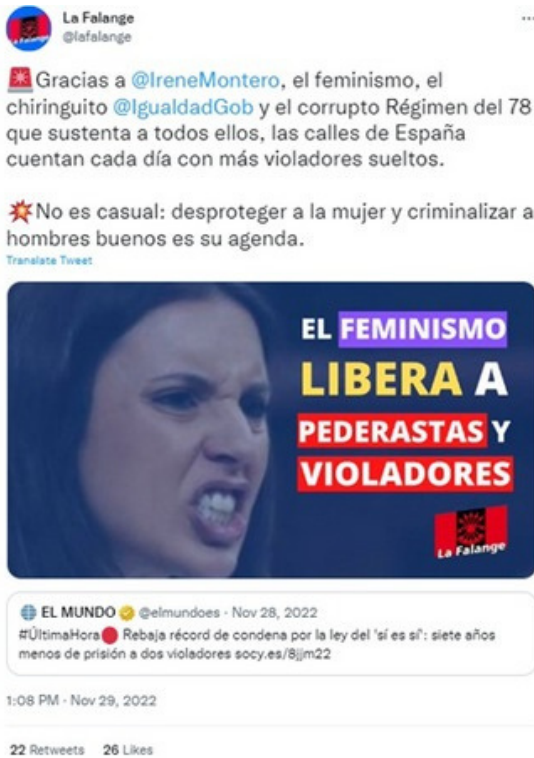 La Falange
@lafalange
🚨Gracias a @IreneMontero, el feminismo, el
chiringuito @IgualdadGob y el corrupto Régimen del 78
que sustenta a todos ellos, las calles de España
cuentan cada día con más violadores sueltos.
💥No es casual: desproteger a la mujer y criminalizar a
hombres buenos es su agenda.
Translate Tweet
EL FEMINISMO
LIBERA A
PEDERASTAS Y
VIOLADORES
La Falange
EL MUNDO @elmundoes · Nov 28, 2022
#ÚltimaHora🔴 Rebaja récord de condena por la ley del 'sí es sí': siete años
menos de prisión a dos violadores socy.es/8jjm22
1:08 PM · Nov 29, 2022
22 Retweets 26 Likes